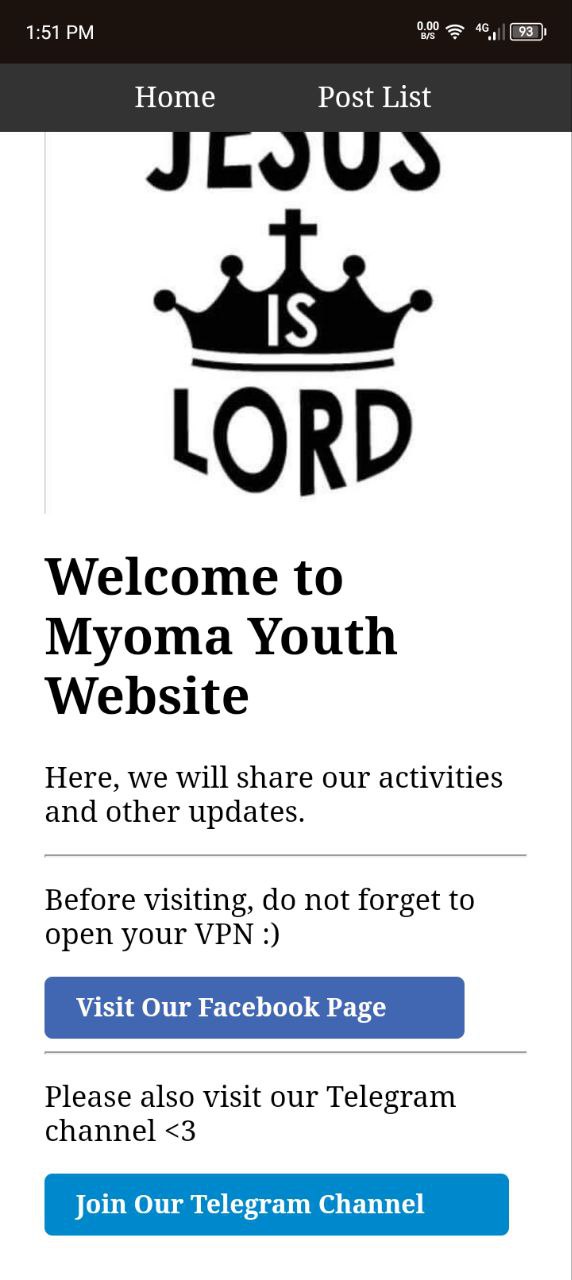 1:51 PM
0.00
B/S
4G
93
Home Post List
JESUS
IS
LORD
Welcome to
Myoma Youth
Website
Here, we will share our activities
and other updates.
Before visiting, do not forget to
open your VPN :)
Visit Our Facebook Page
Please also visit our Telegram
channel <3
Join Our Telegram Channel